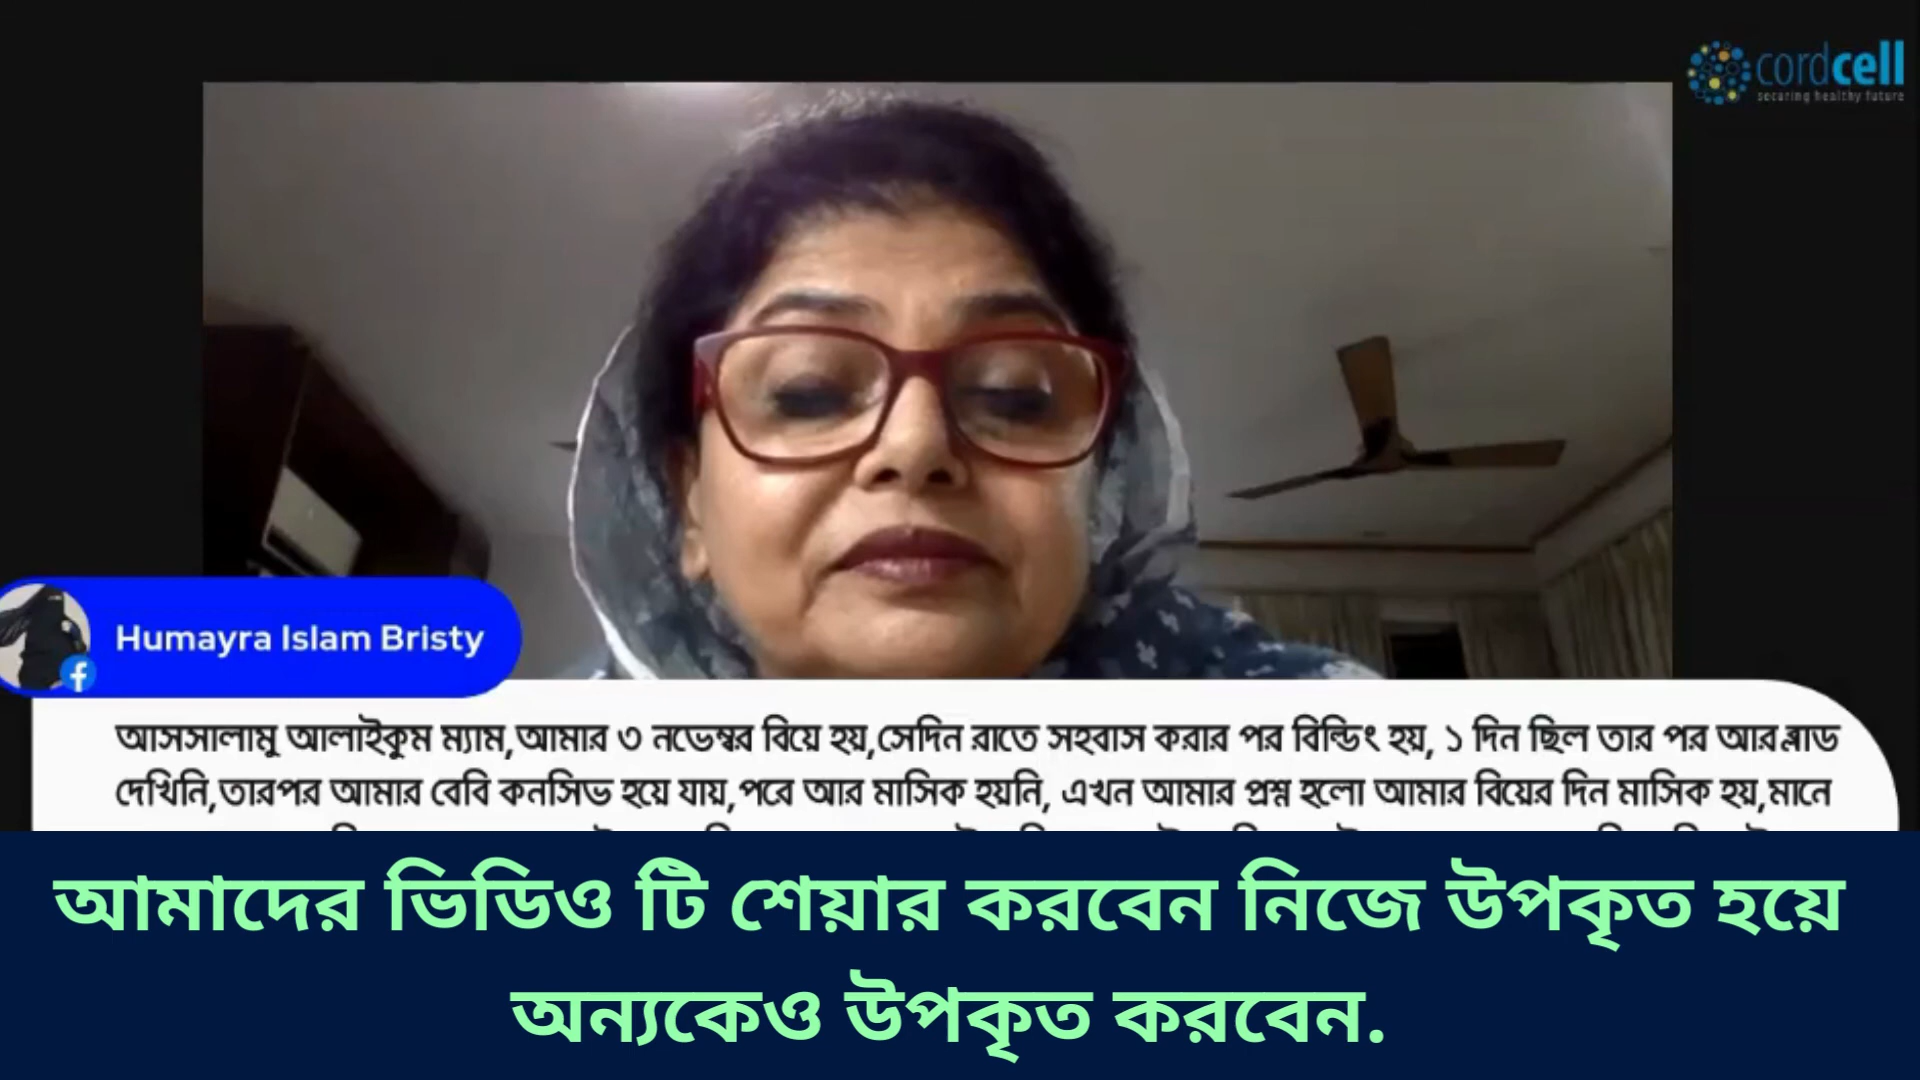 cordcell
securing healthy future
Humayra Islam Bristy
আসসালামু আলাইকুম ম্যাম,আমার ৩ নভেম্বর বিয়ে হয়,সেদিন রাতে সহবাস করার পর বিল্ডিং হয়, ১ দিন ছিল তার পর আর ব্লাড
দেখিনি,তারপর আমার বেবি কনসিভ হয়ে যায়,পরে আর মাসিক হয়নি, এখন আমার প্রশ্ন হলো আমার বিয়ের দিন মাসিক হয়,মানে
আমাদের ভিডিও টি শেয়ার করবেন নিজে উপকৃত হয়ে
অন্যকেও উপকৃত করবেন.